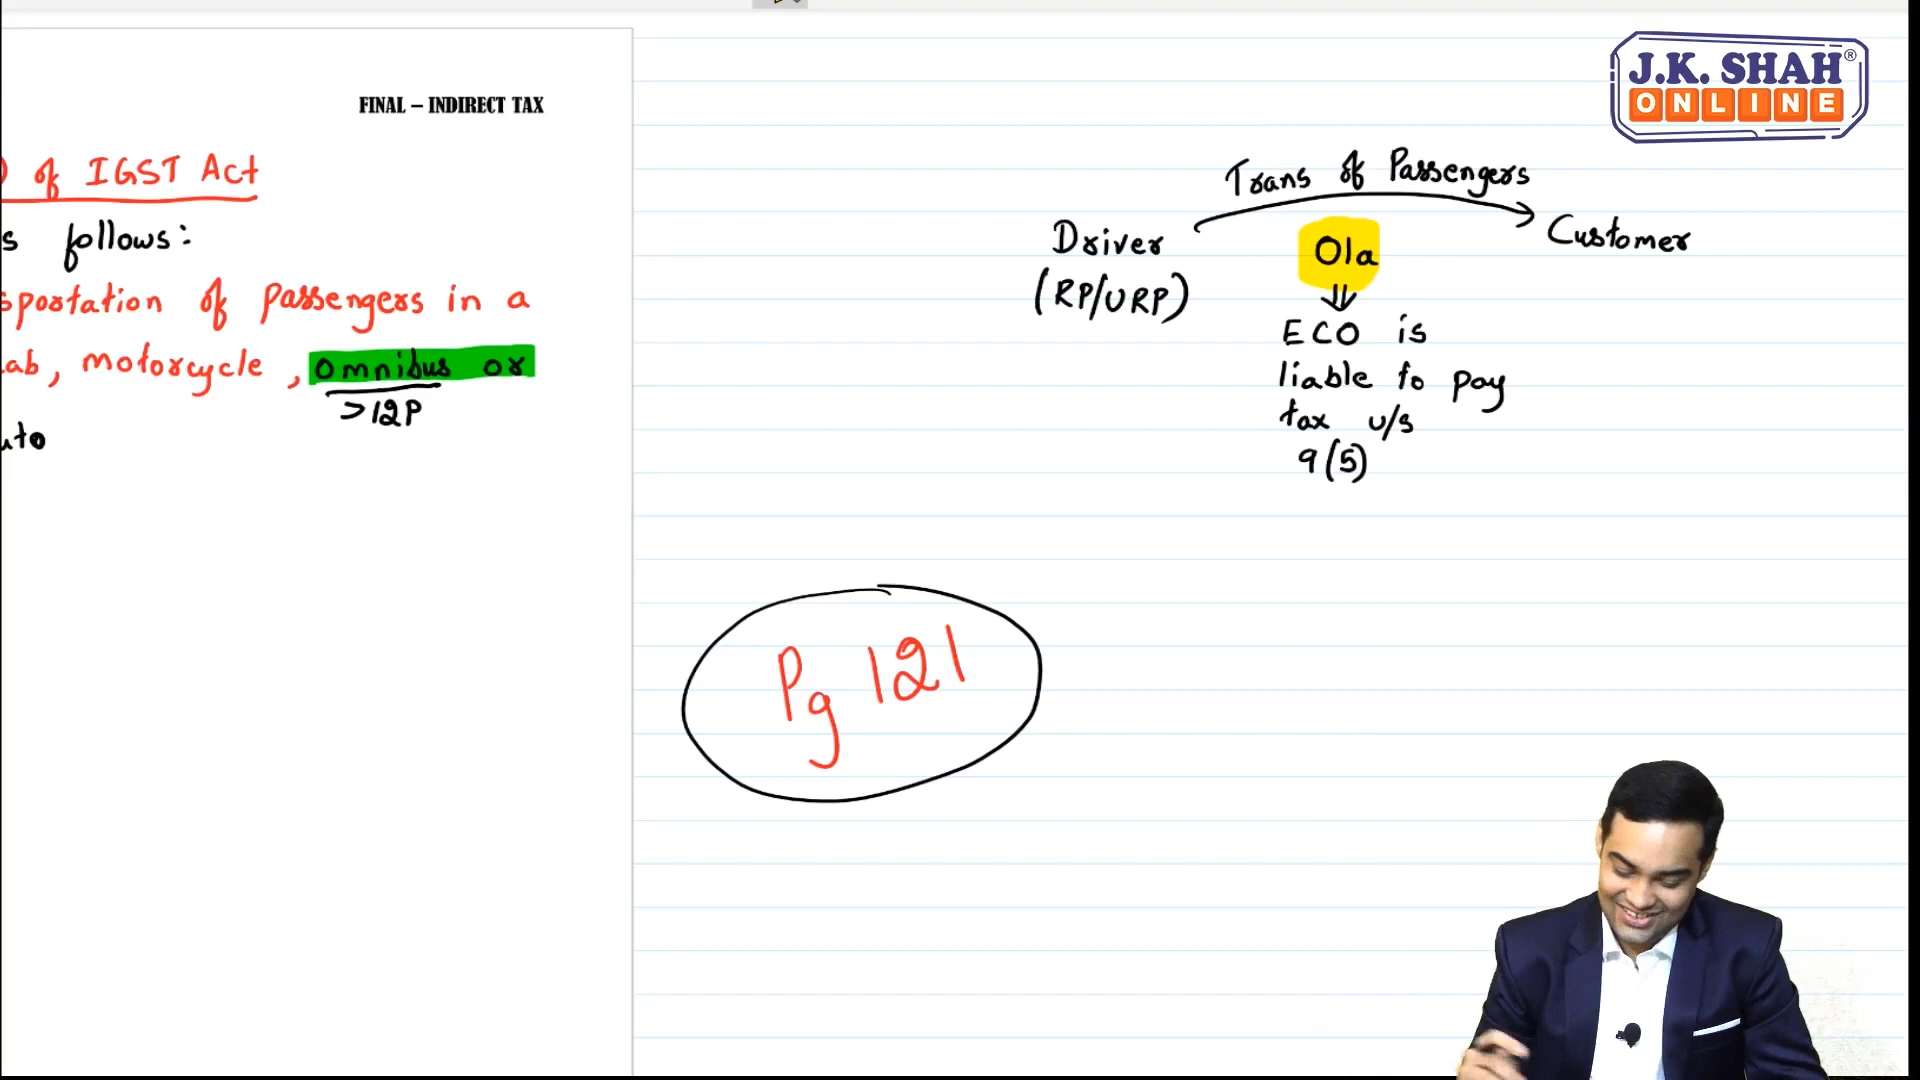 J.K. SHAH®
ONLINE
FINAL – INDIRECT TAX
of IGST Act
s follows:
sportation of passengers in a
ab, motorcycle, omnibus or
>12P
uto
Trans of Passengers
Driver
(RP/URP)
Ola
Customer
ECO is
liable to pay
tax u/s
9(5)
Pg 121